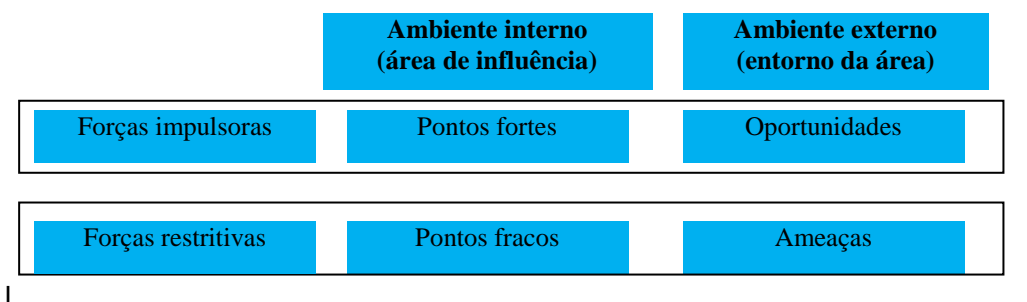 Ambiente interno
(área de influência)
Ambiente externo
(entorno da área)
Forças impulsoras
Pontos fortes
Oportunidades
Forças restritivas
Pontos fracos
Ameaças